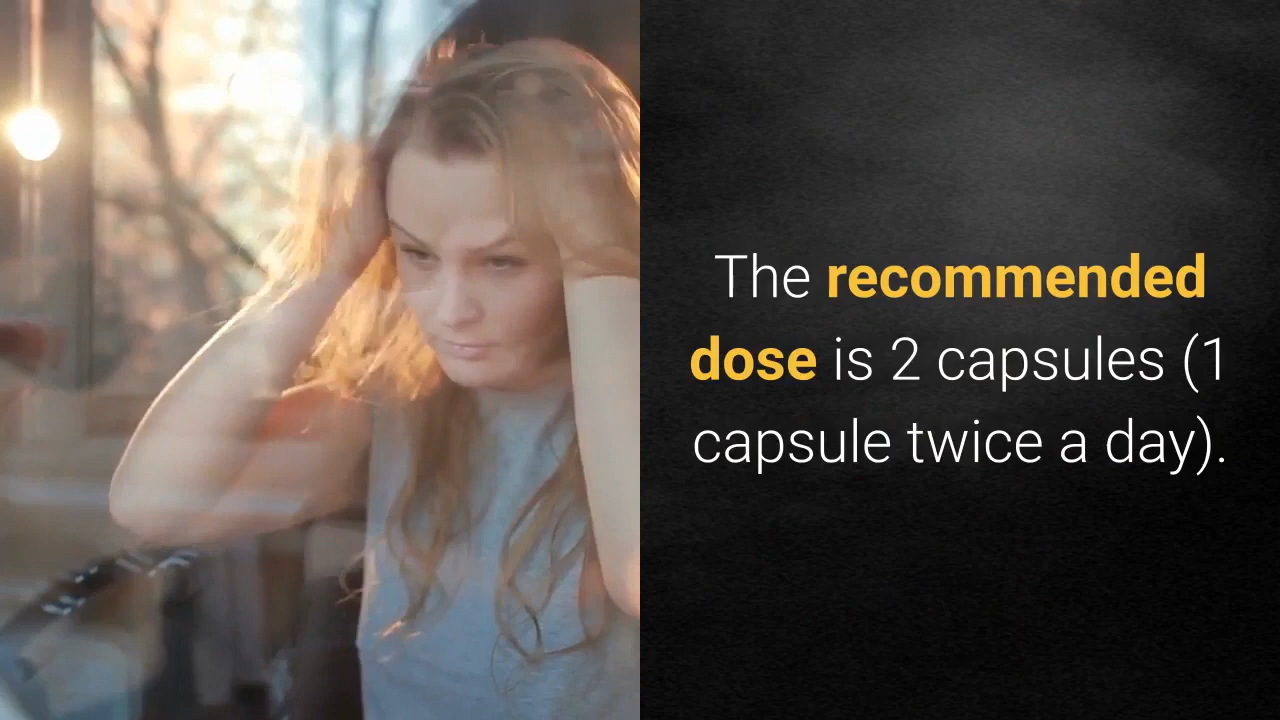 The recommended
dose is 2 capsules (1
capsule twice a day).